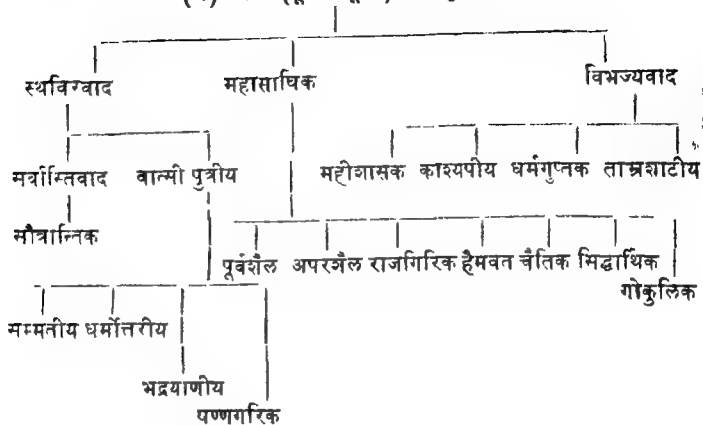 स्थविरवाद महासाघिक विभज्यवाद
मर्वास्तिवाद वात्मी पुत्रीय महीशासक काश्यपीय धर्मगुप्तक ताम्रशाटीय
सौत्रान्तिक
पूर्वशैल अपरशैल राजगिरिक हैमवत चैतिक सिद्धार्थिक
गोकुलिक
सम्मतीय धर्मोत्तरीय
भद्रयाणीय
षण्णगरिक